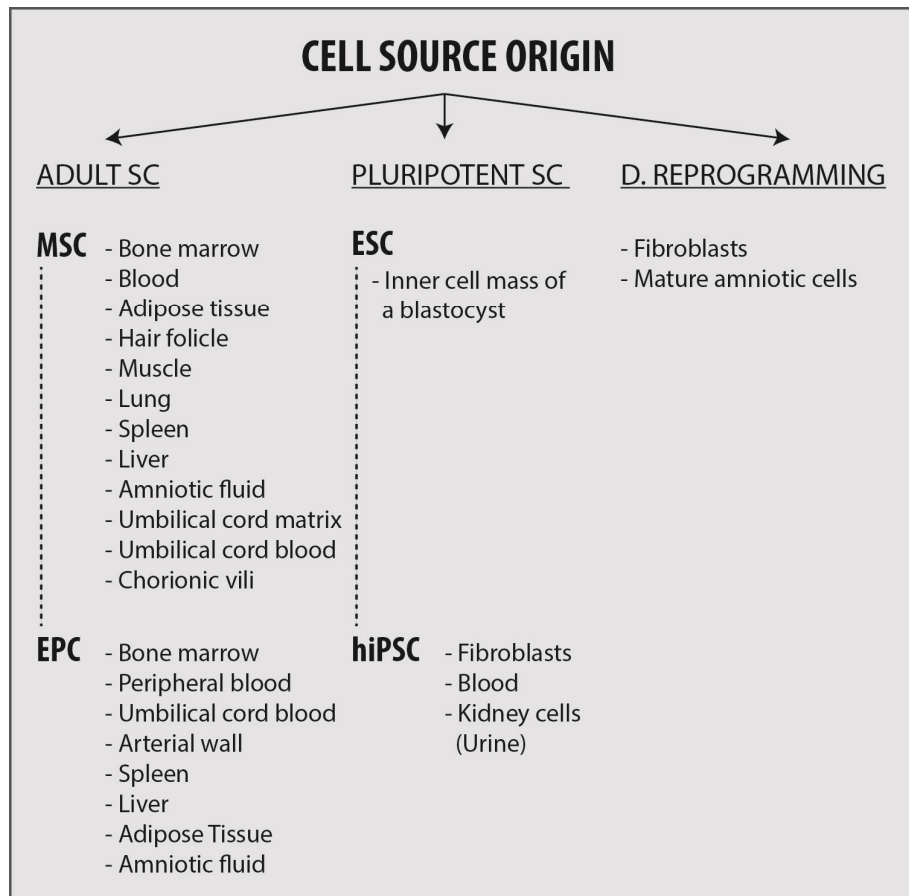 CELL SOURCE ORIGIN
ADULT SC
MSC
- Bone marrow
- Blood
- Adipose tissue
- Hair folicle
- Muscle
- Lung
- Spleen
- Liver
- Amniotic fluid
- Umbilical cord matrix
- Umbilical cord blood
- Chorionic vili
EPC
- Bone marrow
- Peripheral blood
- Umbilical cord blood
- Arterial wall
- Spleen
- Liver
- Adipose Tissue
- Amniotic fluid
PLURIPOTENT SC
ESC
- Inner cell mass of
a blastocyst
hiPSC
- Fibroblasts
- Blood
- Kidney cells
(Urine)
D. REPROGRAMMING
- Fibroblasts
- Mature amniotic cells